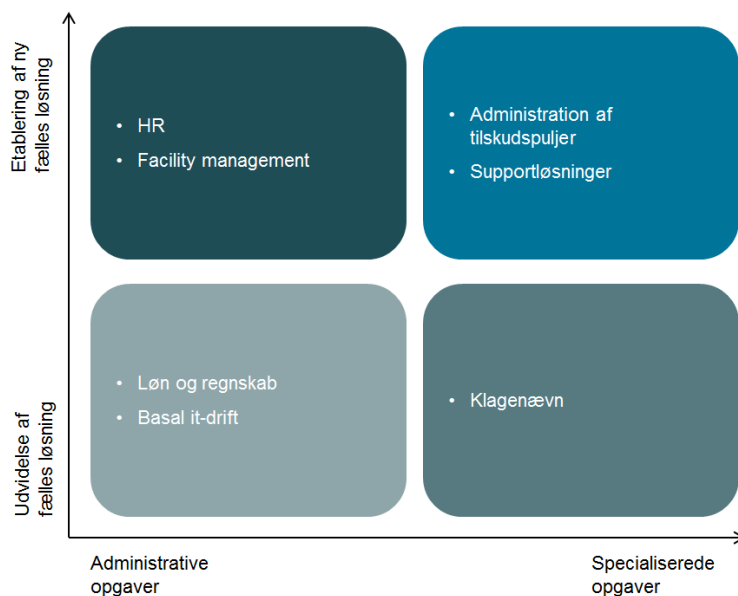 Etablering af ny
fælles løsning
• HR
• Facility management
• Administration af
tilskudspuljer
• Supportløsninger
Udvidelse af
fælles løsning
• Løn og regnskab
• Basal it-drift
• Klagenævn
Administrative
opgaver
Specialiserede
opgaver